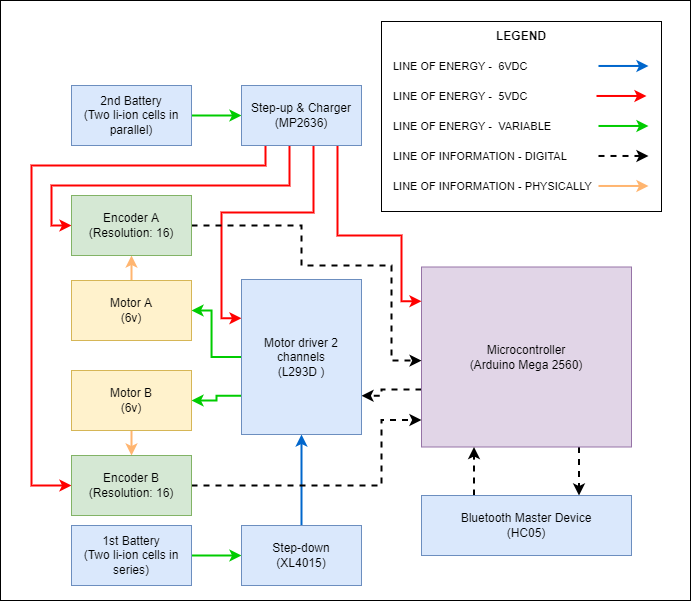 LEGEND
LINE OF ENERGY - 6VDC
LINE OF ENERGY - 5VDC
LINE OF ENERGY - VARIABLE
LINE OF INFORMATION - DIGITAL
LINE OF INFORMATION - PHYSICALLY
2nd Battery
(Two li-ion cells in
parallel)
Step-up & Charger
(MP2636)
Encoder A
(Resolution: 16)
Motor A
(6v)
Motor driver 2
channels
(L293D )
Microcontroller
(Arduino Mega 2560)
Motor B
(6v)
Encoder B
(Resolution: 16)
1st Battery
(Two li-ion cells in
series)
Step-down
(XL4015)
Bluetooth Master Device
(HC05)